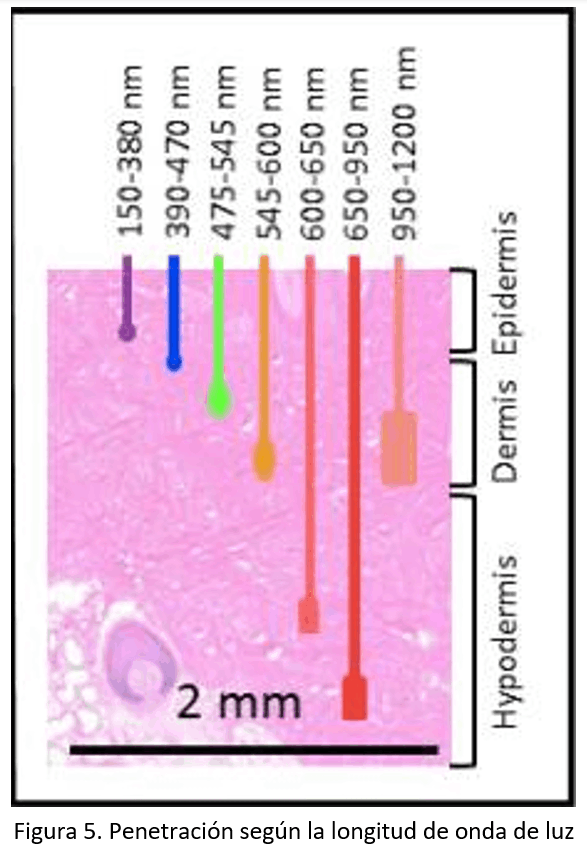 150-380 nm
390-470 nm
475-545 nm
545-600 nm
600-650 nm
650-950 nm
950-1200 nm
Epidermis
Dermis
Hypodermis
2 mm
Figura 5. Penetración según la longitud de onda de luz